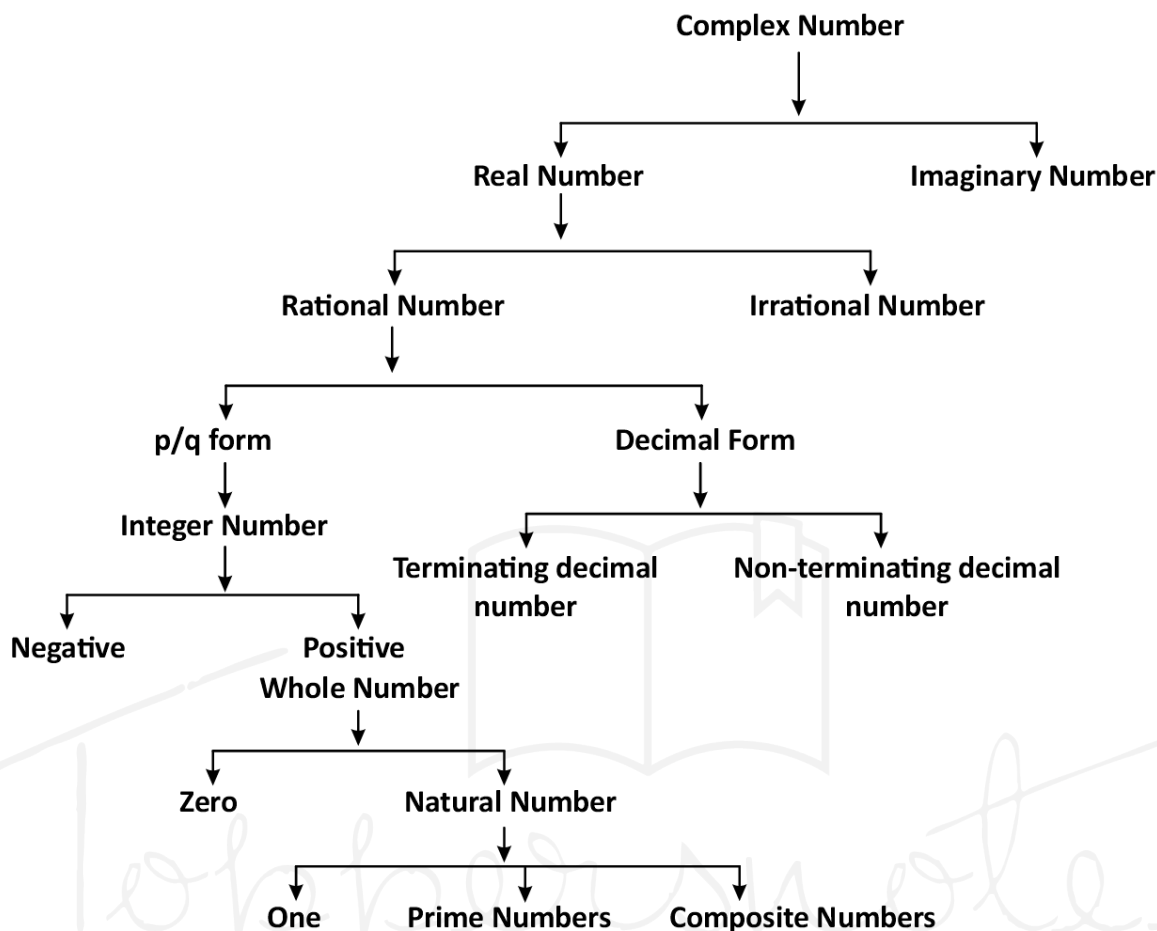 Complex Number
Real Number
Imaginary Number
Rational Number
Irrational Number
p/q form
Decimal Form
Integer Number
Terminating decimal
number
Non-terminating decimal
number
Negative
Positive
Whole Number
Zero
Natural Number
One
Prime Numbers
Composite Numbers